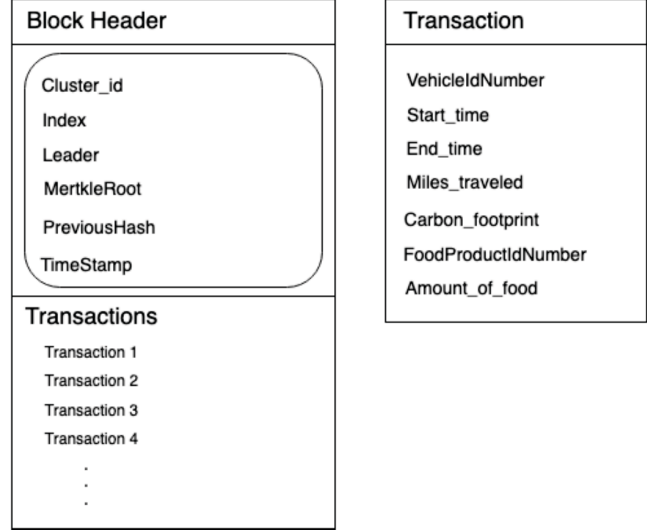 Block Header
Cluster_id
Index
Leader
MertkleRoot
PreviousHash
TimeStamp
Transactions
Transaction 1
Transaction 2
Transaction 3
Transaction 4
.
.
.
Transaction
VehicleIdNumber
Start_time
End_time
Miles_traveled
Carbon_footprint
FoodProductIdNumber
Amount_of_food